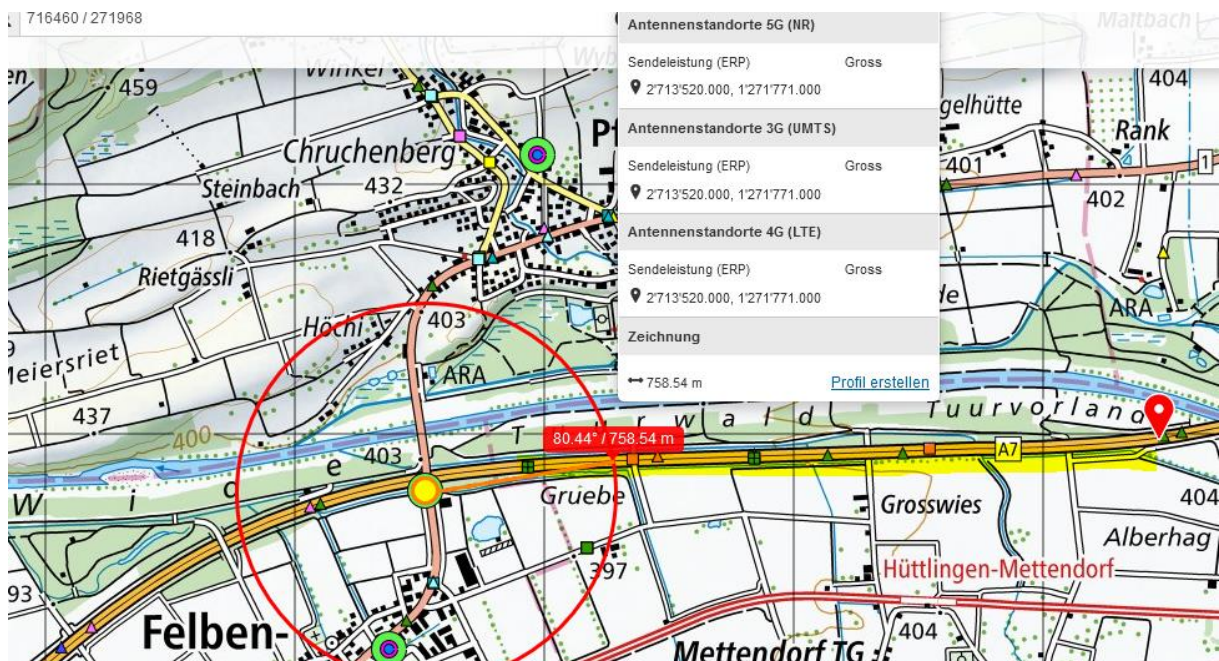 716460 / 271968
Antennenstandorte 5G (NR)
Sendeleistung (ERP) Gross
2'713'520.000, 1'271'771.000
Antennenstandorte 3G (UMTS)
Sendeleistung (ERP) Gross
2'713'520.000, 1'271'771.000
Antennenstandorte 4G (LTE)
Sendeleistung (ERP) Gross
2'713'520.000, 1'271'771.000
Zeichnung
758.54 m Profil erstellen
Maltbach
459
Winkel
404
Rank
401
1
402
Chruchenberg
Steinbach
432
418
Rietgässli
Höchi
403
ARA
ARA
437
400
403
80.44° / 758.54 m
Tuurvorland
A7
Gruebe
Grosswies
404
Alberhag
397
Hüttlingen-Mettendorf
Felben-
Mettendorf TG
404